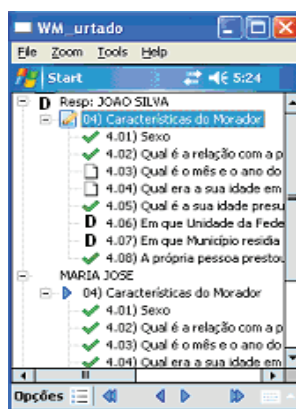 WM_urtado
File Zoom Tools Help
Start 5:24
D Resp: JOAO SILVA
04) Características do Morador
4.01) Sexo
4.02) Qual é a relação com a p
4.03) Qual é o mês e o ano do
4.04) Qual era a sua idade em
4.05) Qual é a sua idade presu
D 4.06) Em que Unidade da Fede
D 4.07) Em que Município residia
4.08) A própria pessoa prestou
MARIA JOSE
04) Características do Morador
4.01) Sexo
4.02) Qual é a relação com a p
4.03) Qual é o mês e o ano do
4.04) Qual era a sua idade em
Opções